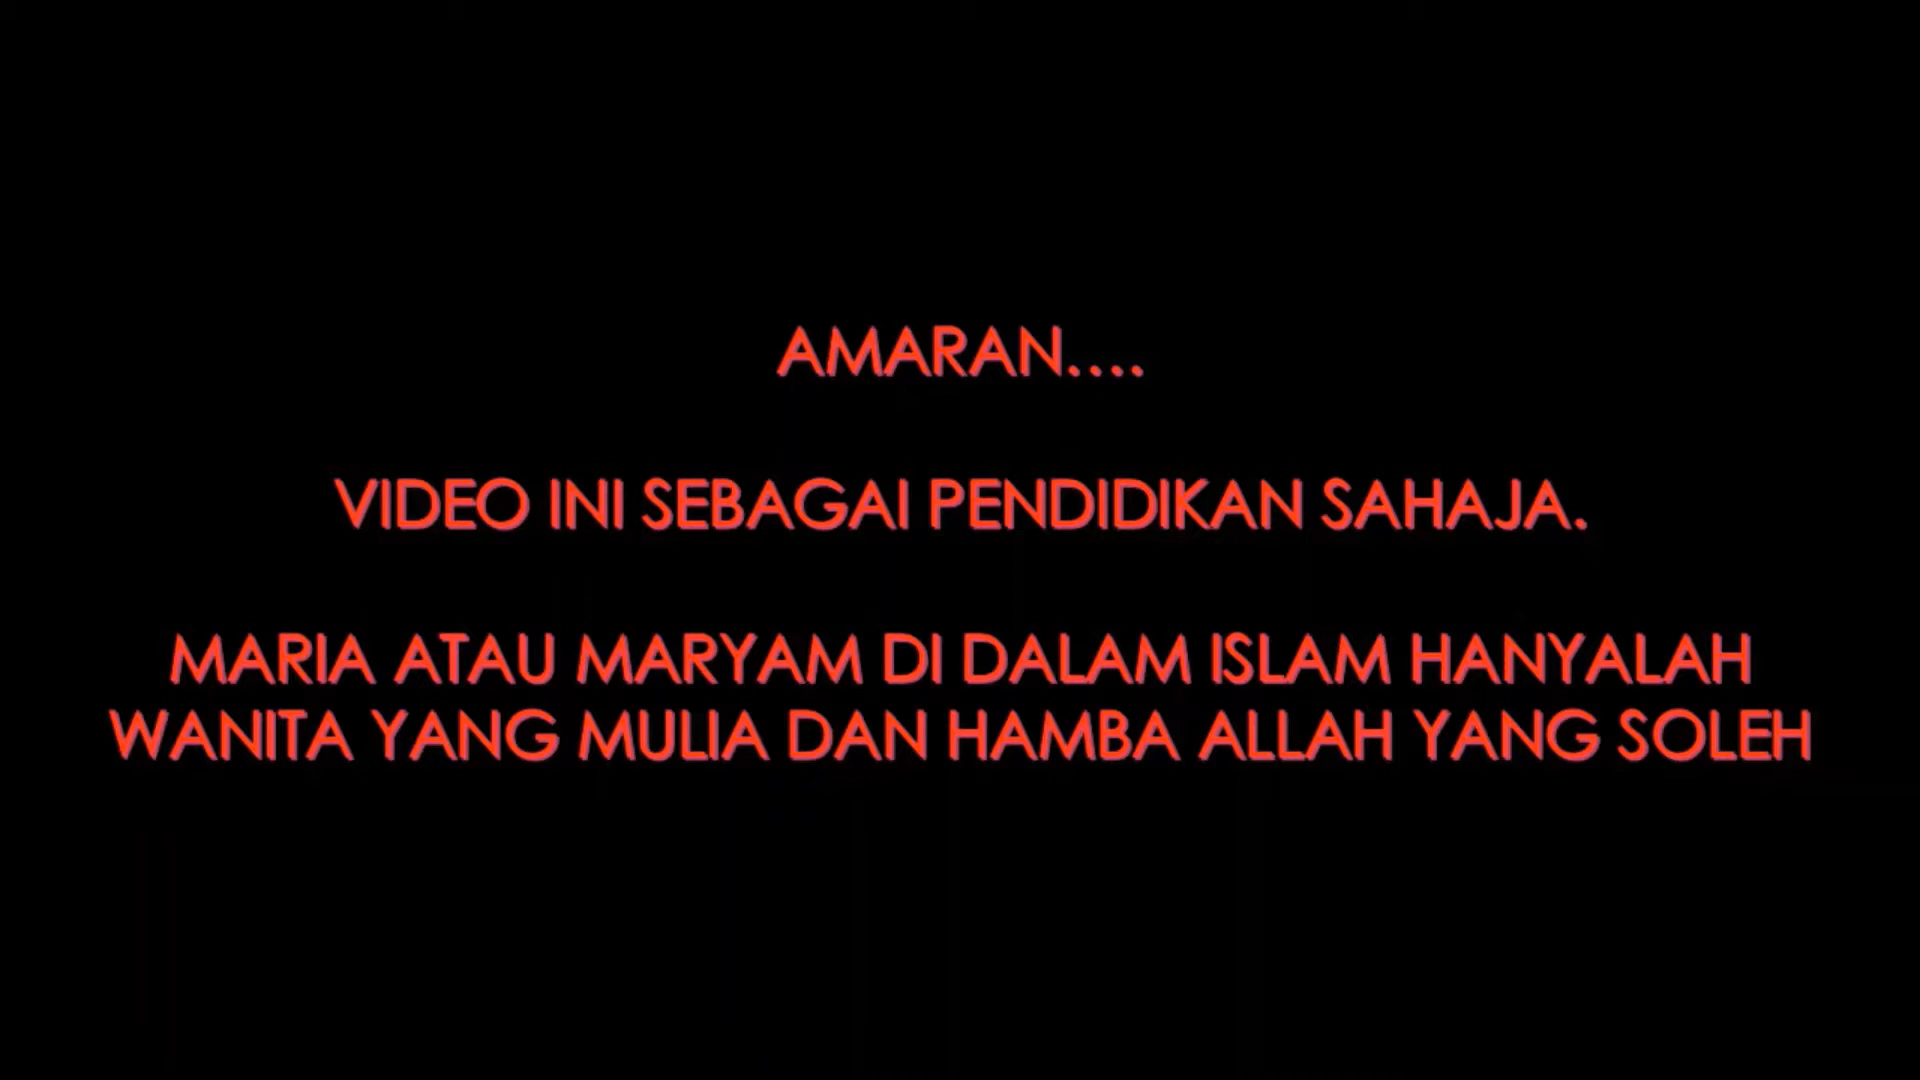 AMARAN....
VIDEO INI SEBAGAI PENDIDIKAN SAHAJA.
MARIA ATAU MARYAM DI DALAM ISLAM HANYALAH
WANITA YANG MULIA DAN HAMBA ALLAH YANG SOLEH